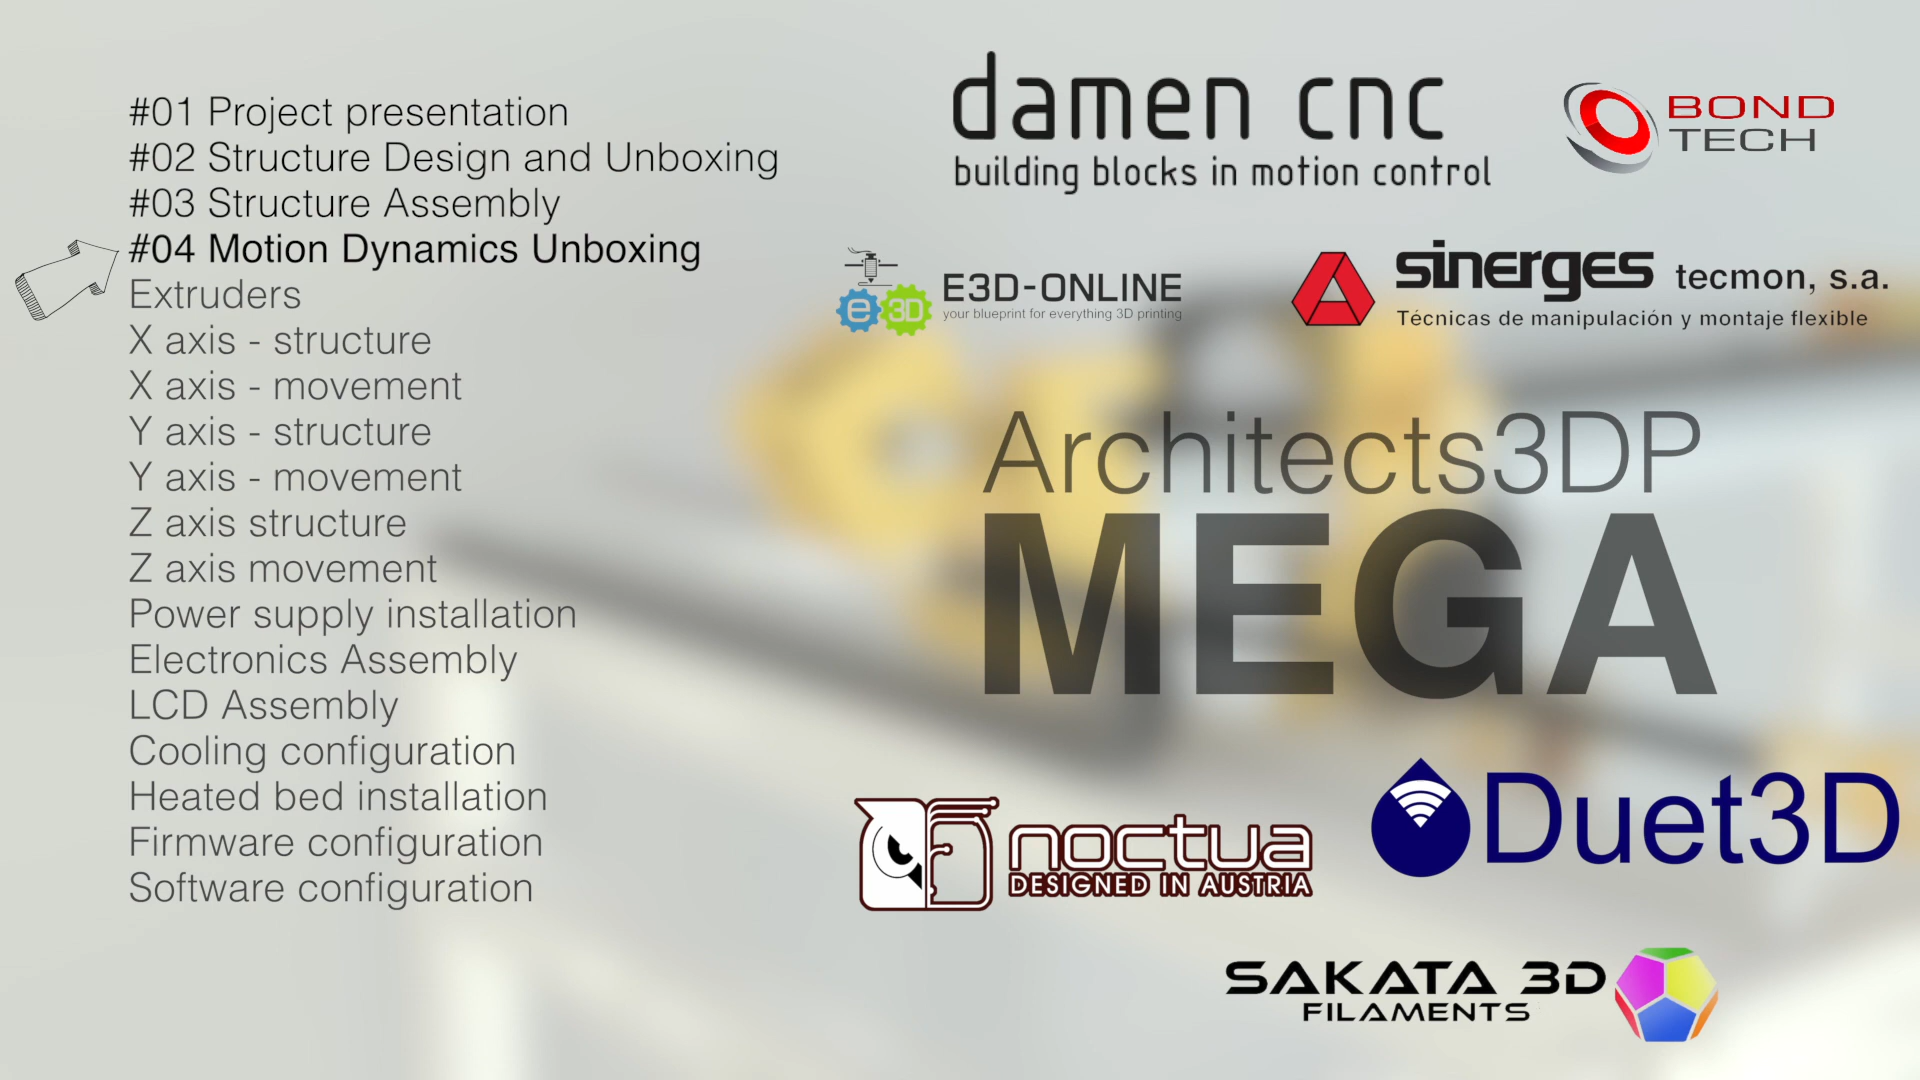 #01 Project presentation
#02 Structure Design and Unboxing
#03 Structure Assembly
#04 Motion Dynamics Unboxing
Extruders
X axis - structure
X axis - movement
Y axis - structure
Y axis - movement
Z axis structure
Z axis movement
Power supply installation
Electronics Assembly
LCD Assembly
Cooling configuration
Heated bed installation
Firmware configuration
Software configuration
damen cnc
building blocks in motion control
BOND
TECH
e3D
E3D-ONLINE
your blueprint for everything 3D printing
sinerges tecmon, s.a.
Técnicas de manipulación y montaje flexible
Architects3DP
MEGA
noctua
DESIGNED IN AUSTRIA
Duet3D
SAKATA 3D
FILAMENTS